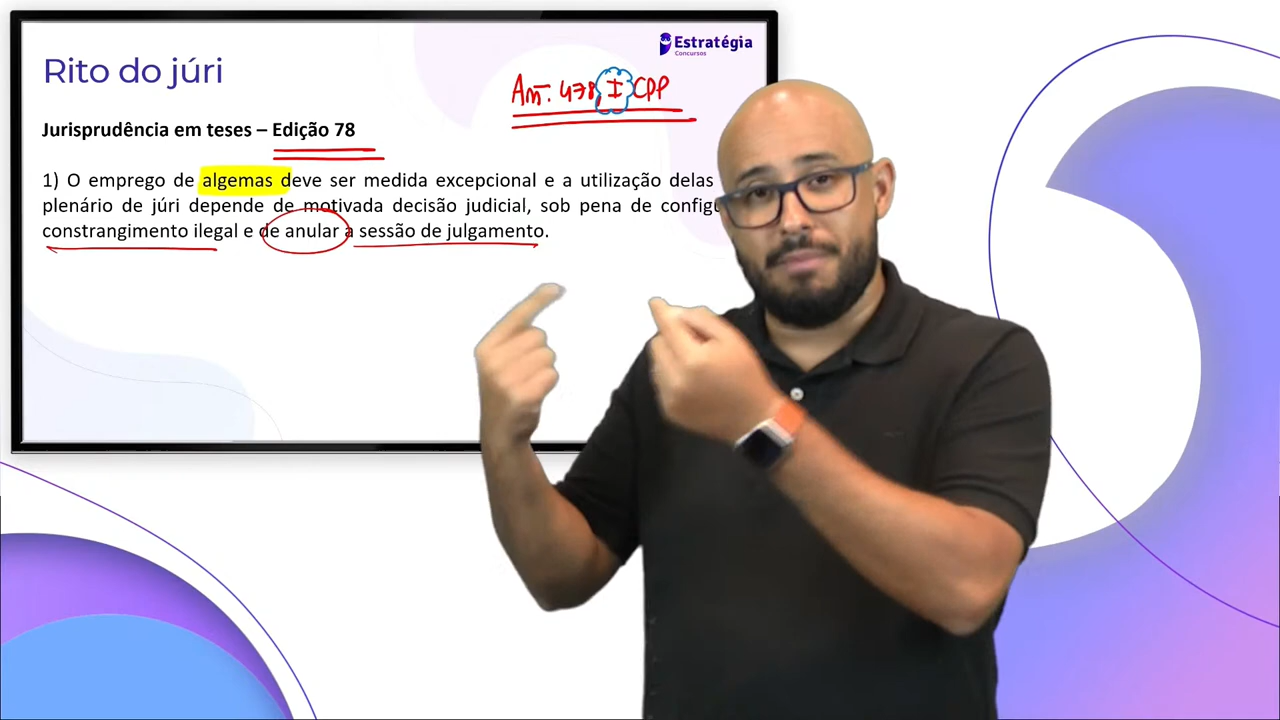 Estratégia
Concursos
Rito do júri
Art. 478, I CPP
Jurisprudência em teses – Edição 78
1) O emprego de algemas deve ser medida excepcional e a utilização delas
plenário de júri depende de motivada decisão judicial, sob pena de configu
constrangimento ilegal e de anular a sessão de julgamento.